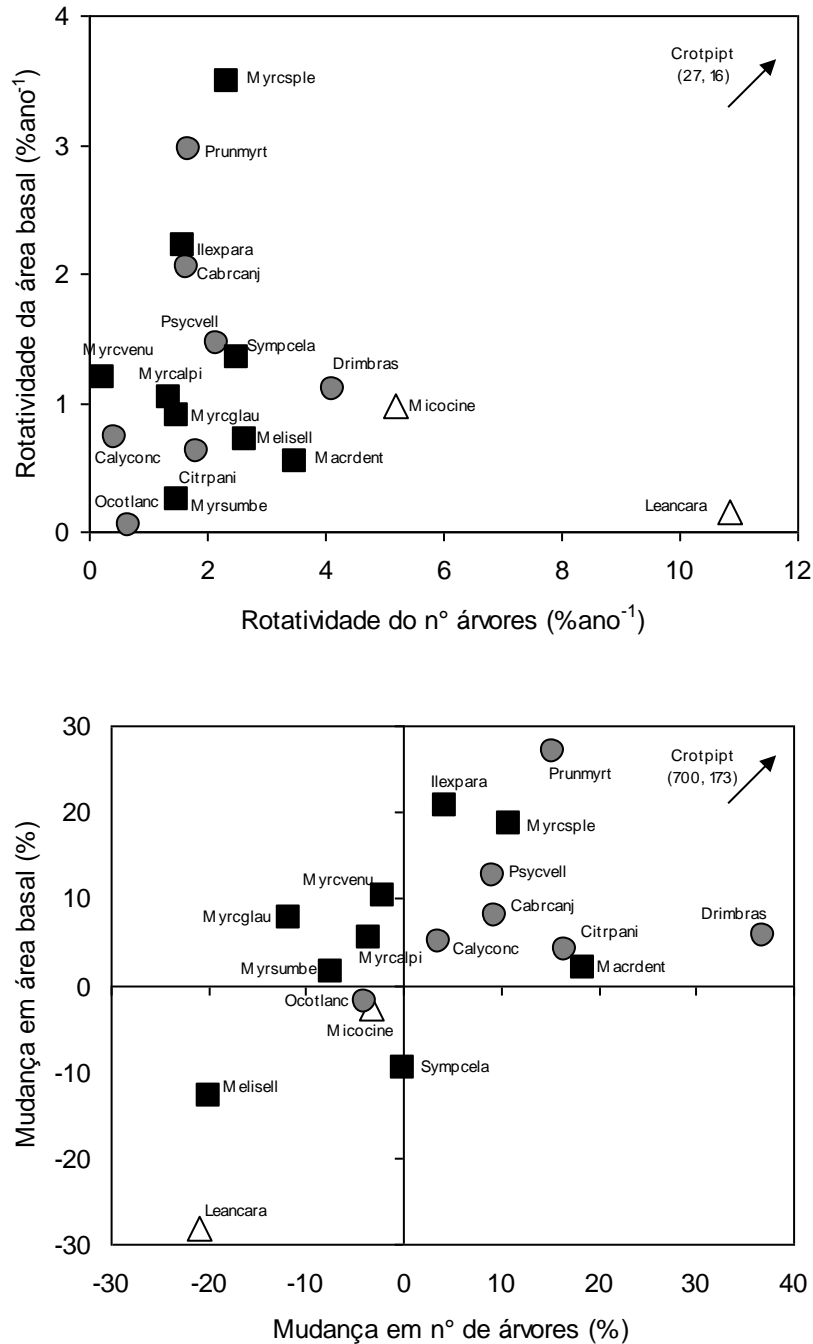 4
Crotpipt
(27, 16)
Myrcsple
Rotatividade da área basal (%ano-1)
3
Prunmyrt
Ilexpara
2
Cabrcanj
Psycvell
Sympcela
Myrcvenu
Drimbras
Myrcalpi
1
Micocine
Myrcglau
Melisell
Calyconc
Macrdent
Citrpani
Ocotlanc
Myrsumbe
Leancara
0
0 2 4 6 8 10 12
Rotatividade do n° árvores (%ano-1)
30
Crotpipt
(700, 173)
Prunmyrt
Ilexpara
20
Myrcsple
Mudança em área basal (%)
Psycvell
Myrcvenu
10
Cabrcanj
Drimbras
Myrcglau
Citrpani
Myrcalpi
Calyconc
Myrsumbe
Macrdent
0
Ocotlanc
Micocine
Sympcela
-10
Melisell
-20
Leancara
-30
-30 -20 -10 0 10 20 30 40
Mudança em n° de árvores (%)